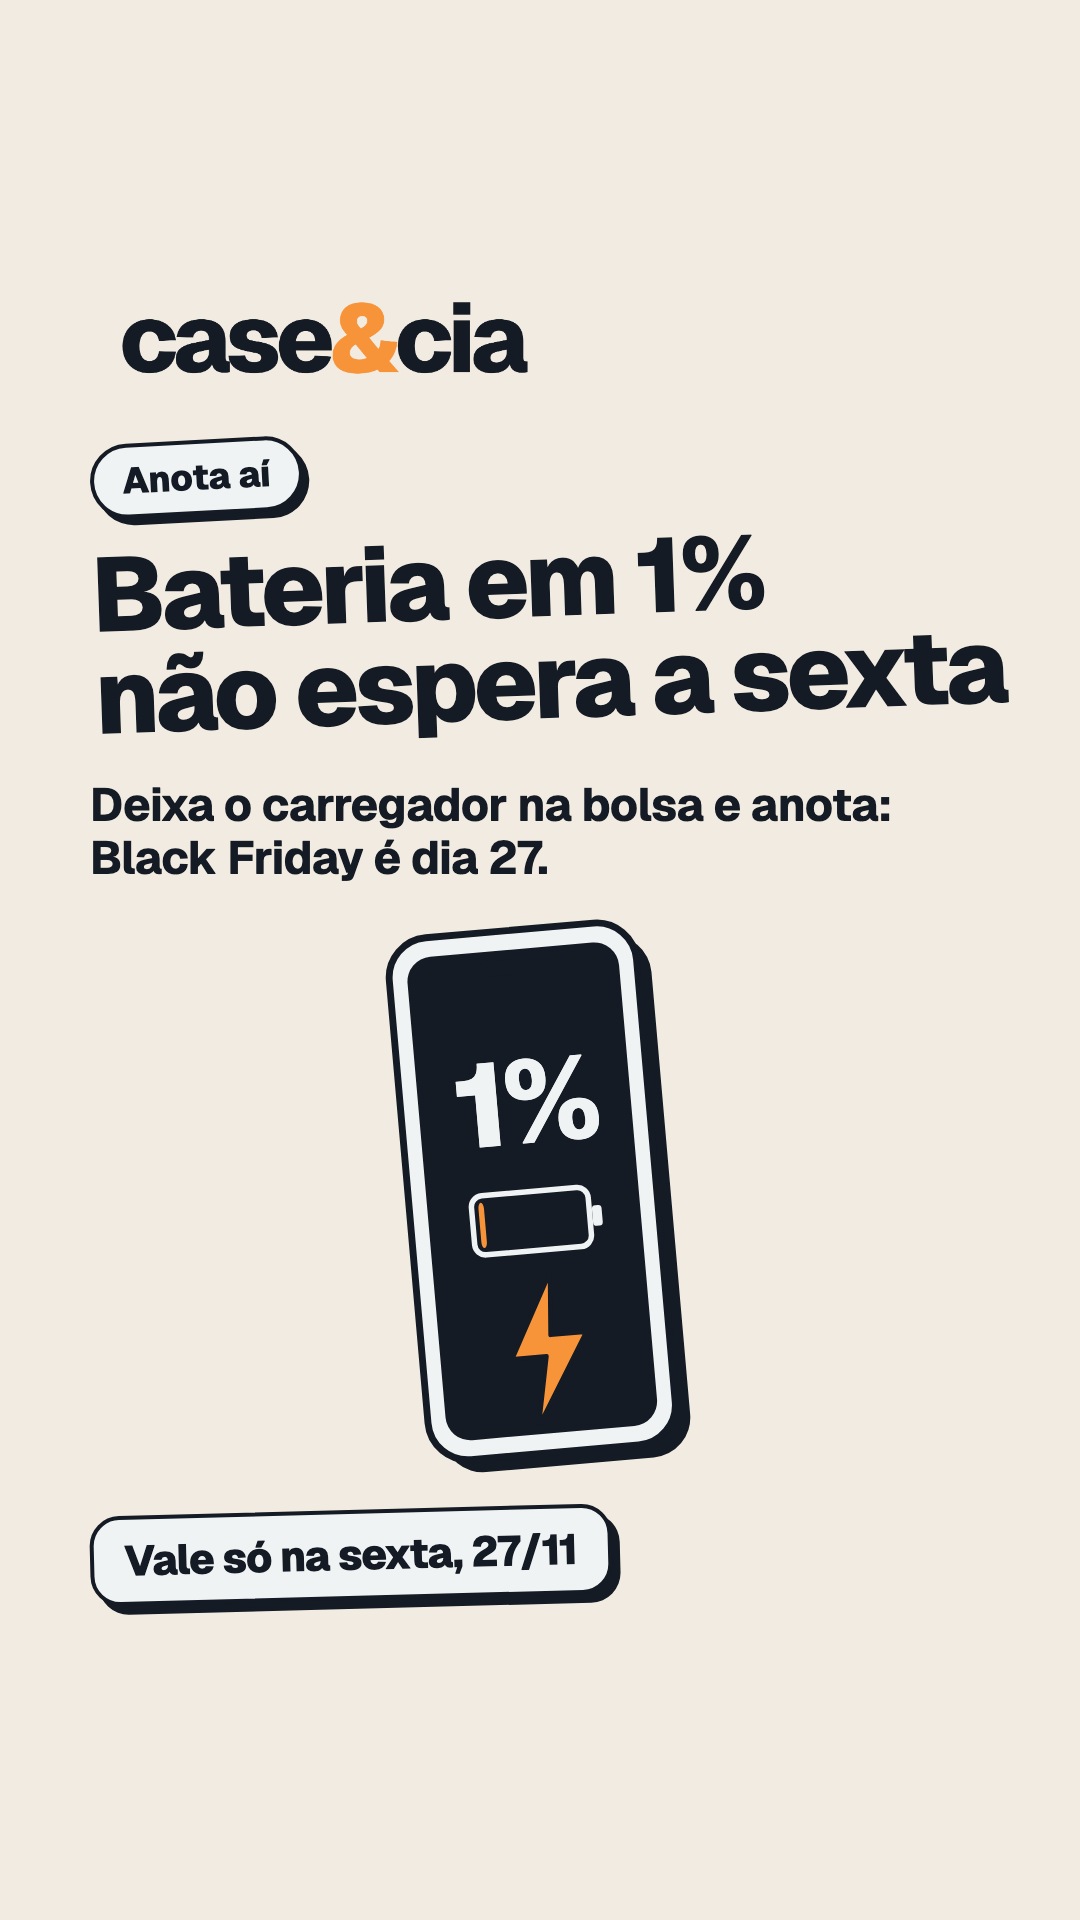 case&cia
Anota aí
Bateria em 1%
não espera a sexta
Deixa o carregador na bolsa e anota:
Black Friday é dia 27.
1%
Vale só na sexta, 27/11